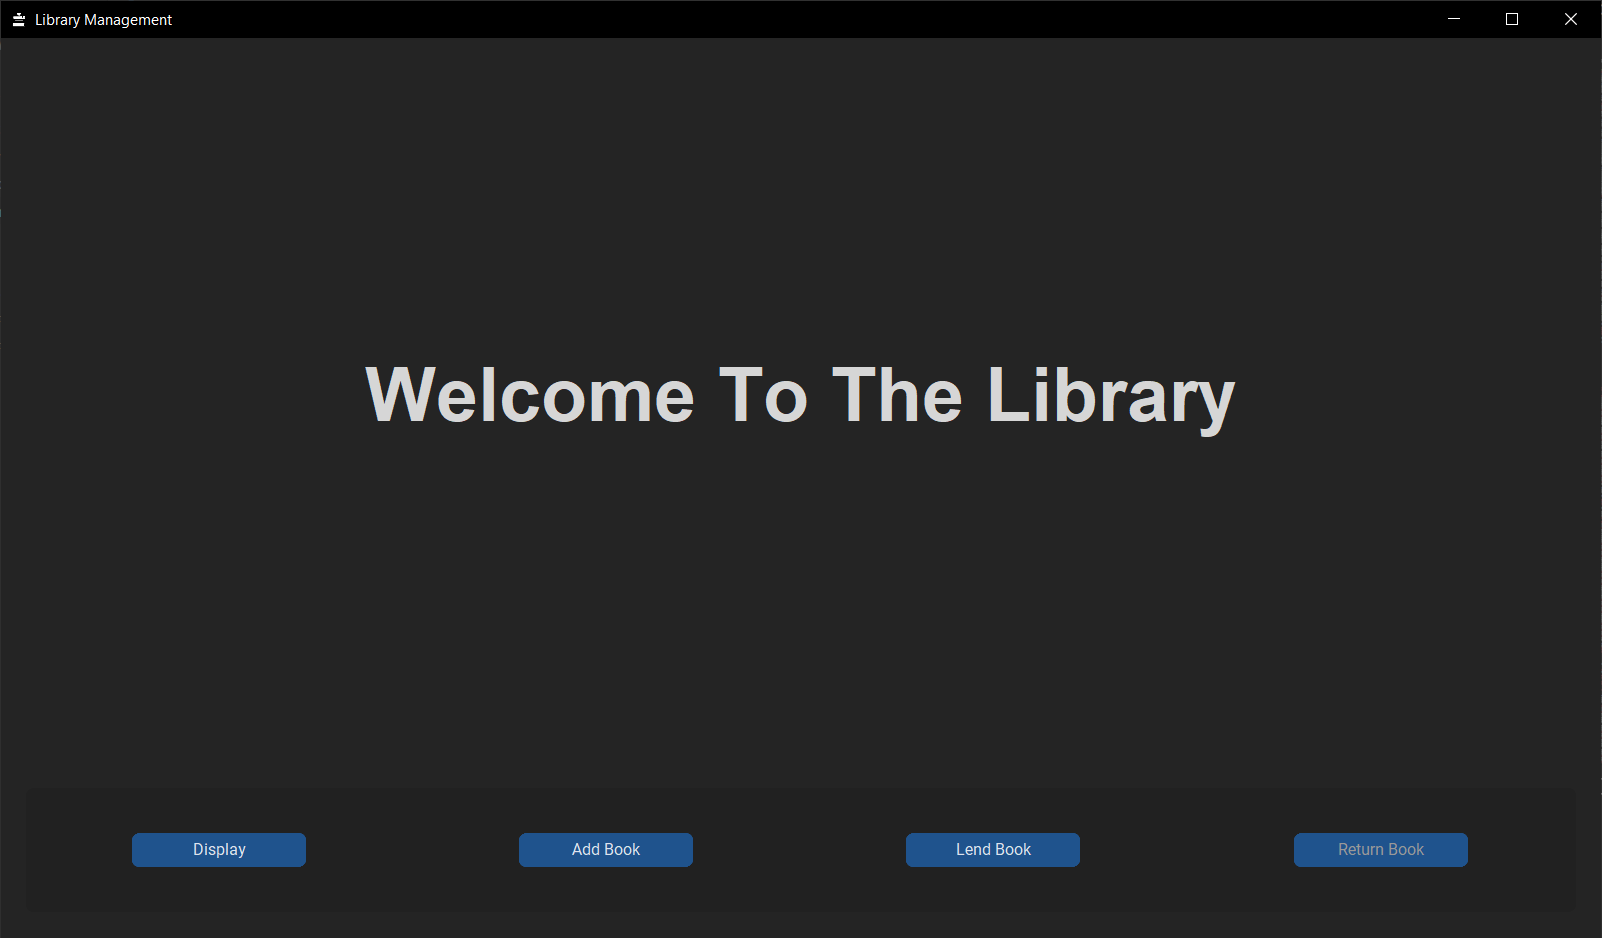 Library Management
Welcome To The Library
Display
Add Book
Lend Book
Return Book